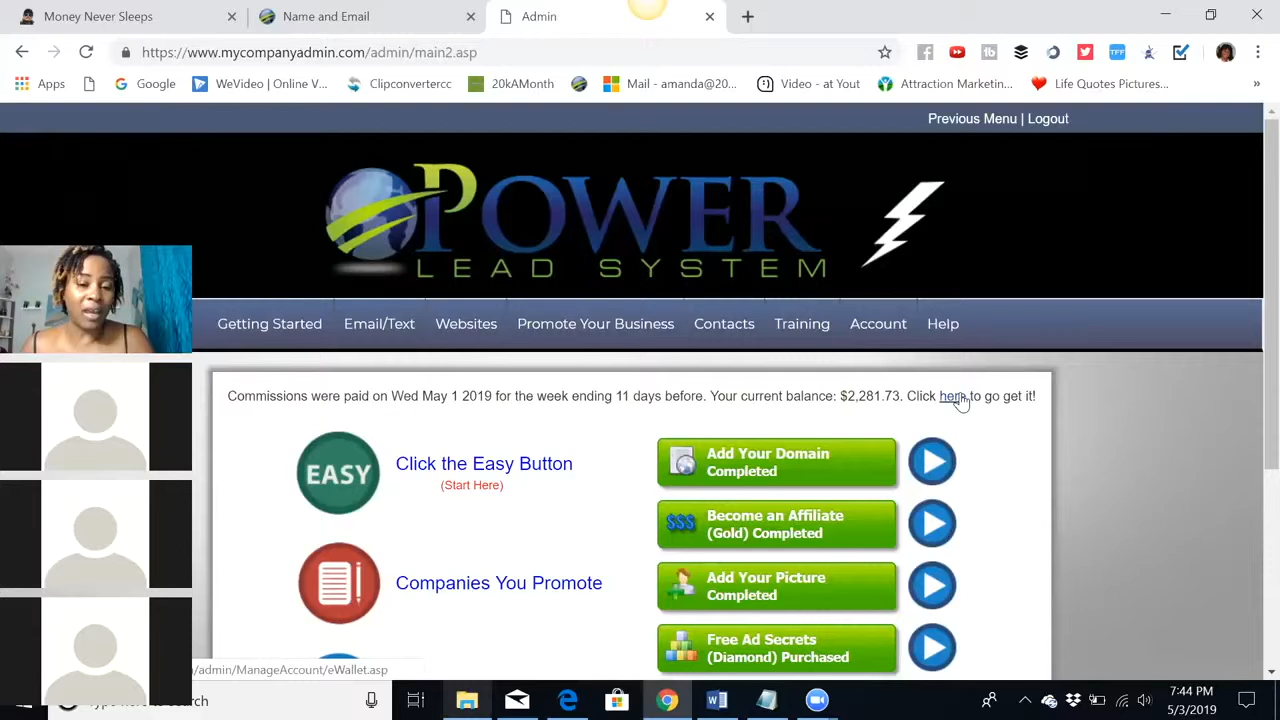 Money Never Sleeps
Name and Email
Admin
https://www.mycompanyadmin.com/admin/main2.asp
Apps
Google
WeVideo | Online V...
Clipconvertercc
20kAMonth
Mail - amanda@20...
Video - at Yout
Attraction Marketin...
Life Quotes Pictures...
Previous Menu | Logout
POWER
LEAD SYSTEM
Getting Started Email/Text Websites Promote Your Business Contacts Training Account Help
Commissions were paid on Wed May 1 2019 for the week ending 11 days before. Your current balance: $2,281.73. Click here to go get it!
EASY
Click the Easy Button
(Start Here)
Companies You Promote
Add Your Domain
Completed
$$$
Become an Affiliate
(Gold) Completed
Add Your Picture
Completed
Free Ad Secrets
(Diamond) Purchased
/admin/ManageAccount/eWallet.asp
Type here to search
7:44 PM
5/3/2019